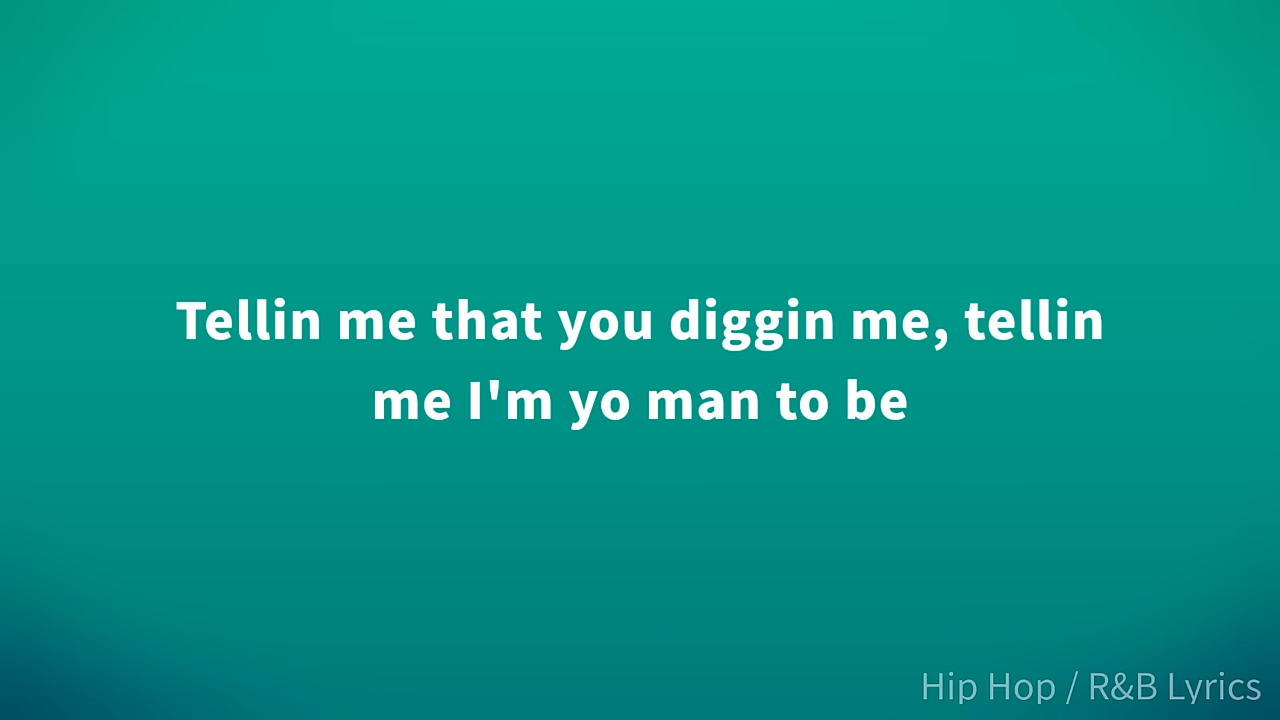 Tellin me that you diggin me, tellin
me I'm yo man to be
Hip Hop / R&B Lyrics